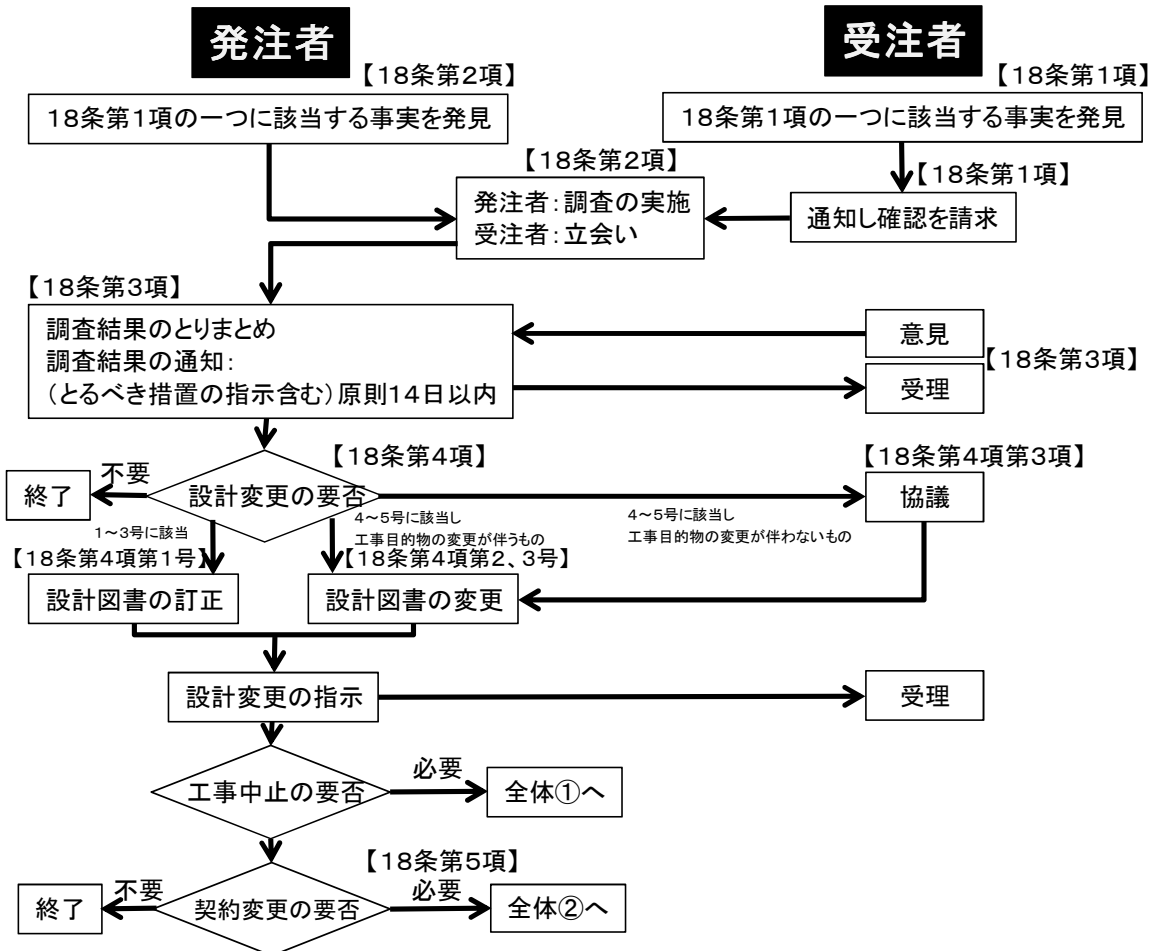 発注者
受注者
【18条第2項】
【18条第1項】
18条第1項の一つに該当する事実を発見
18条第1項の一つに該当する事実を発見
【18条第2項】
【18条第1項】
発注者:調査の実施
受注者:立会い
通知し確認を請求
【18条第3項】
調査結果のとりまとめ
調査結果の通知:
(とるべき措置の指示含む)原則14日以内
意見
【18条第3項】
受理
【18条第4項】
【18条第4項第3項】
不要
終了
設計変更の要否
協議
1~3号に該当
4~5号に該当し
工事目的物の変更が伴うもの
4~5号に該当し
工事目的物の変更が伴わないもの
【18条第4項第1号】
【18条第4項第2、3号】
設計図書の訂正
設計図書の変更
設計変更の指示
受理
工事中止の要否
必要
全体①へ
【18条第5項】
不要
終了
契約変更の要否
必要
全体②へ